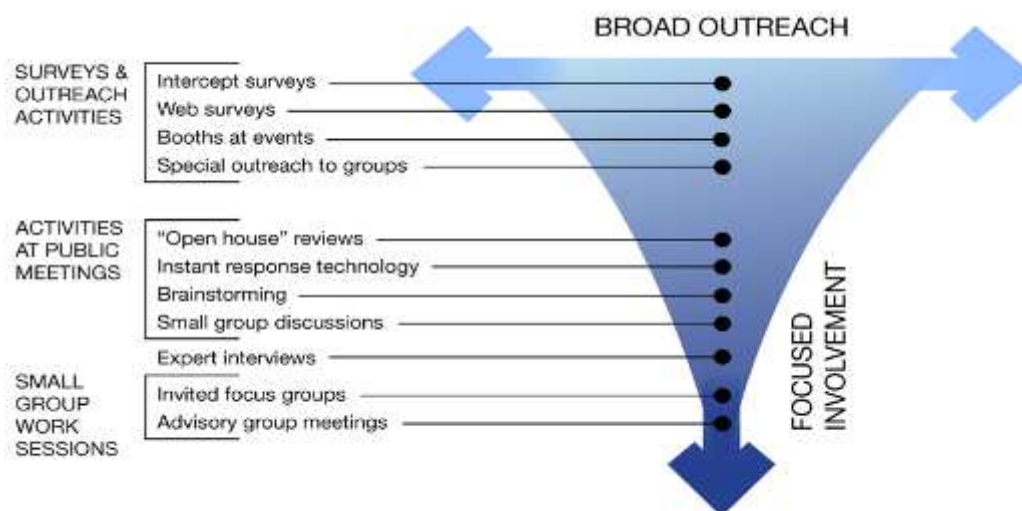 BROAD OUTREACH
SURVEYS &
OUTREACH
ACTIVITIES
Intercept surveys
Web surveys
Booths at events
Special outreach to groups
ACTIVITIES
AT PUBLIC
MEETINGS
“Open house” reviews
Instant response technology
Brainstorming
Small group discussions
Expert interviews
SMALL
GROUP
WORK
SESSIONS
Invited focus groups
Advisory group meetings
FOCUSED
INVOLVEMENT